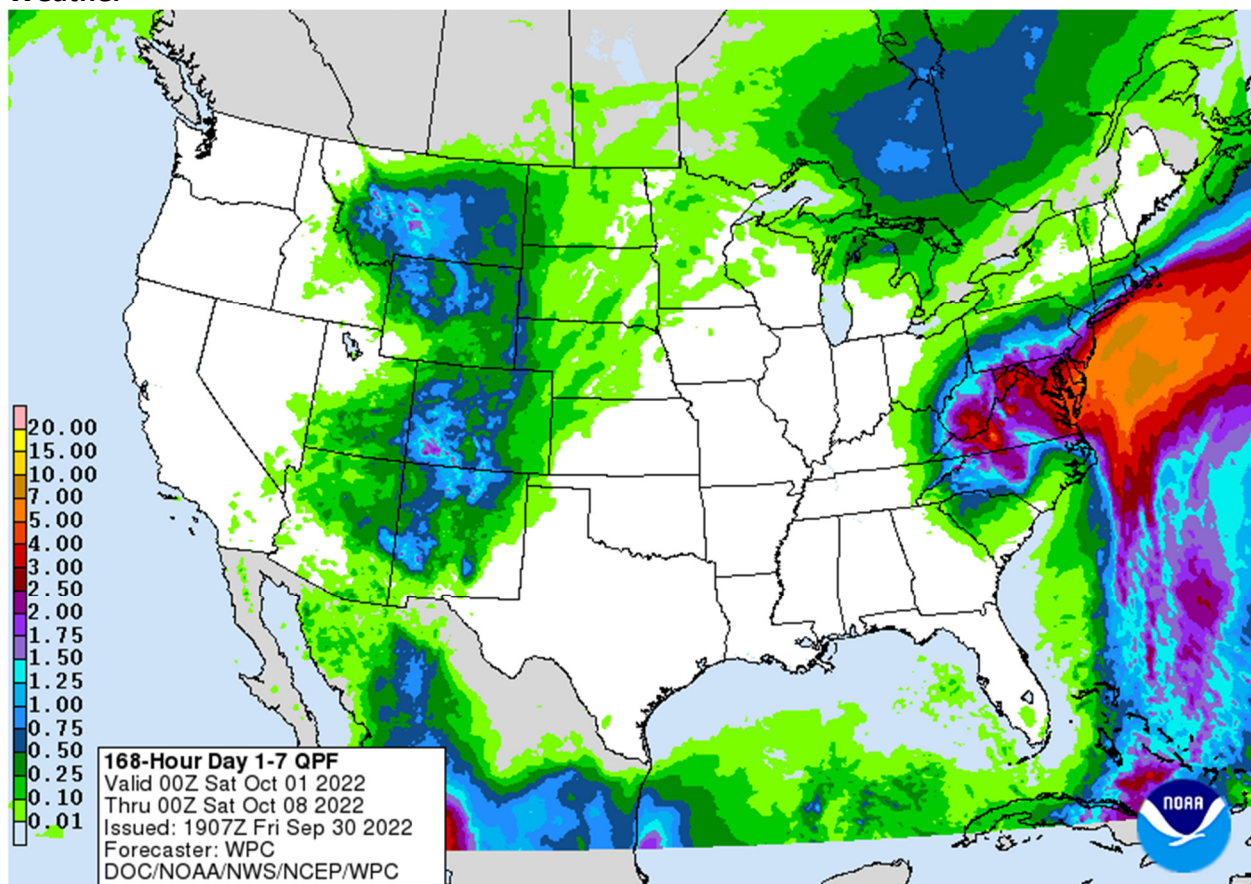 20.00
15.00
10.00
7.00
5.00
4.00
3.00
2.50
2.00
1.75
1.50
1.25
1.00
0.75
0.50
0.25
0.10
0.01
168-Hour Day 1-7 QPF
Valid 00Z Sat Oct 01 2022
Thru 00Z Sat Oct 08 2022
Issued: 1907Z Fri Sep 30 2022
Forecaster: WPC
DOC/NOAA/NWS/NCEP/WPC
NOAA